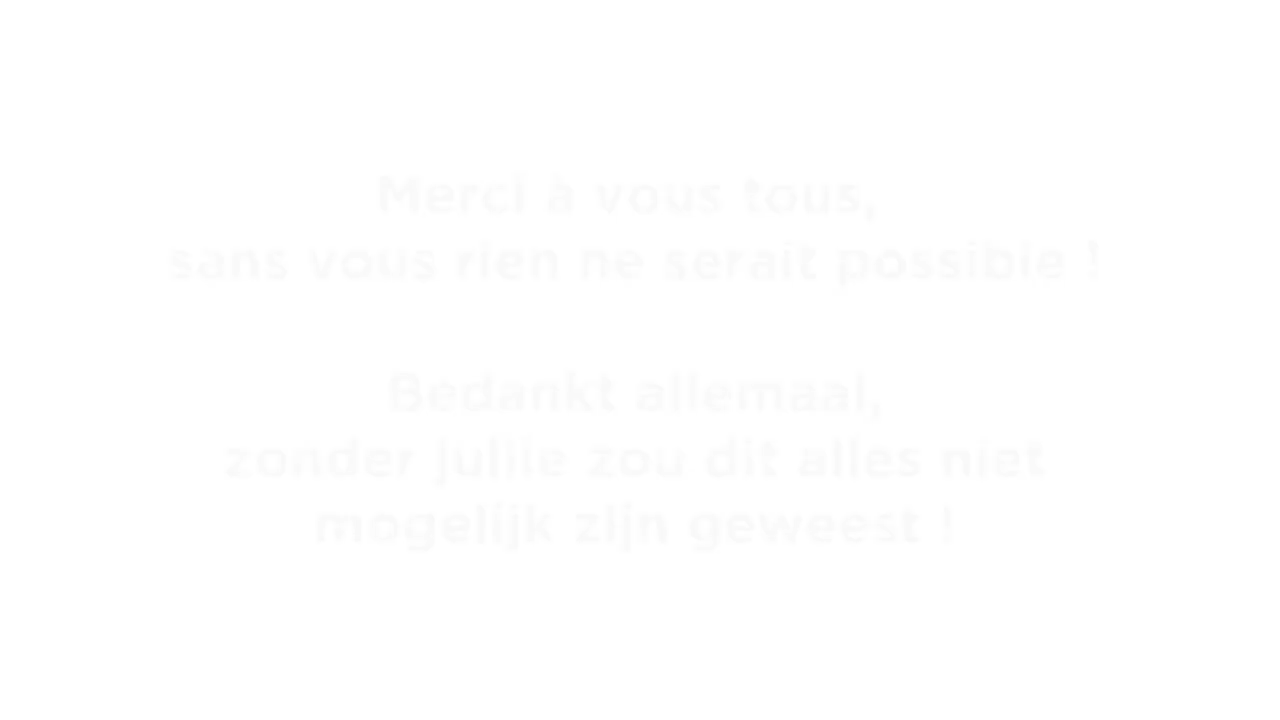 Merci à vous tous,
sans vous rien ne serait possible !
Bedankt allemaal,
zonder jullie zou dit alles niet
mogelijk zijn geweest !